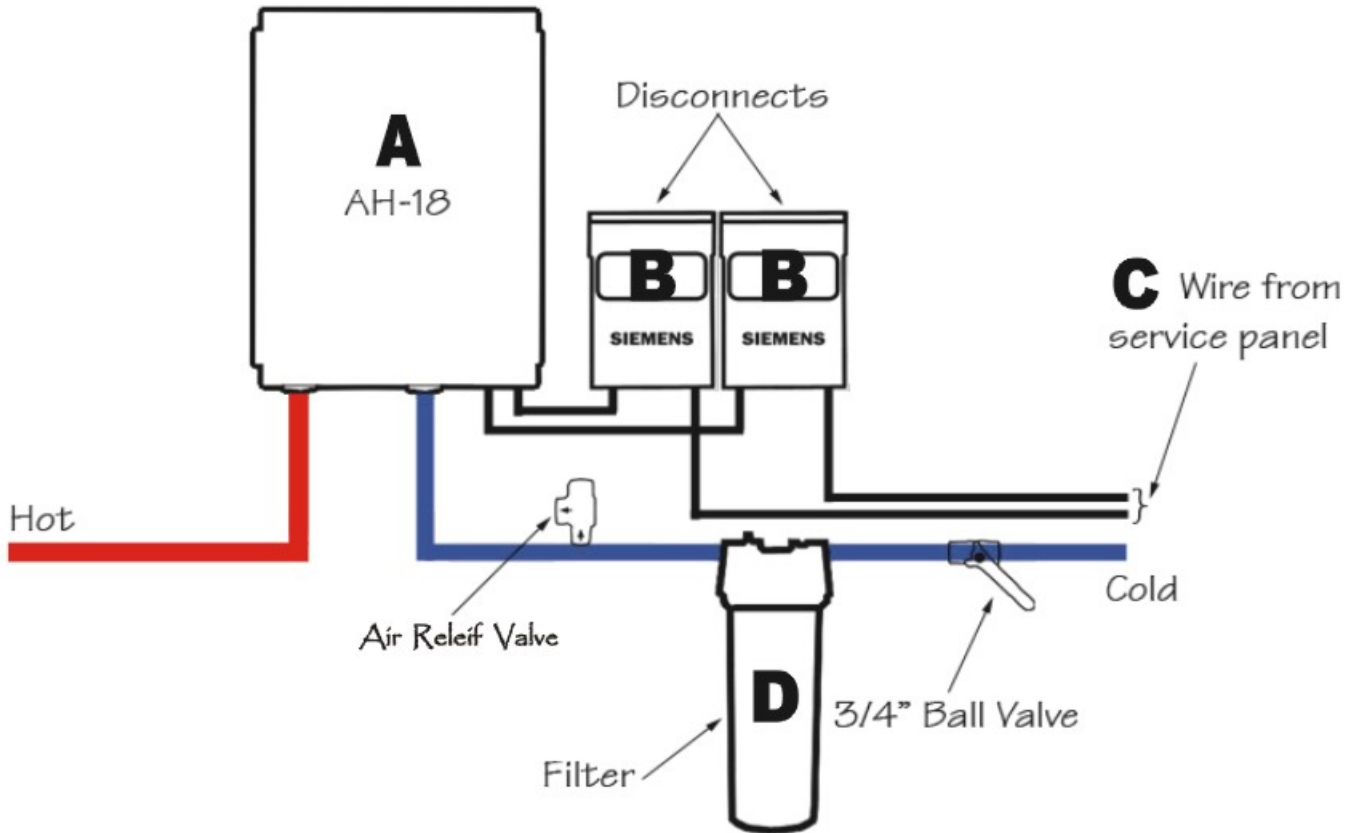 A
AH-18
Disconnects
B
B
SIEMENS
SIEMENS
C Wire from
service panel
Hot
Cold
Air Releif Valve
D
3/4” Ball Valve
Filter